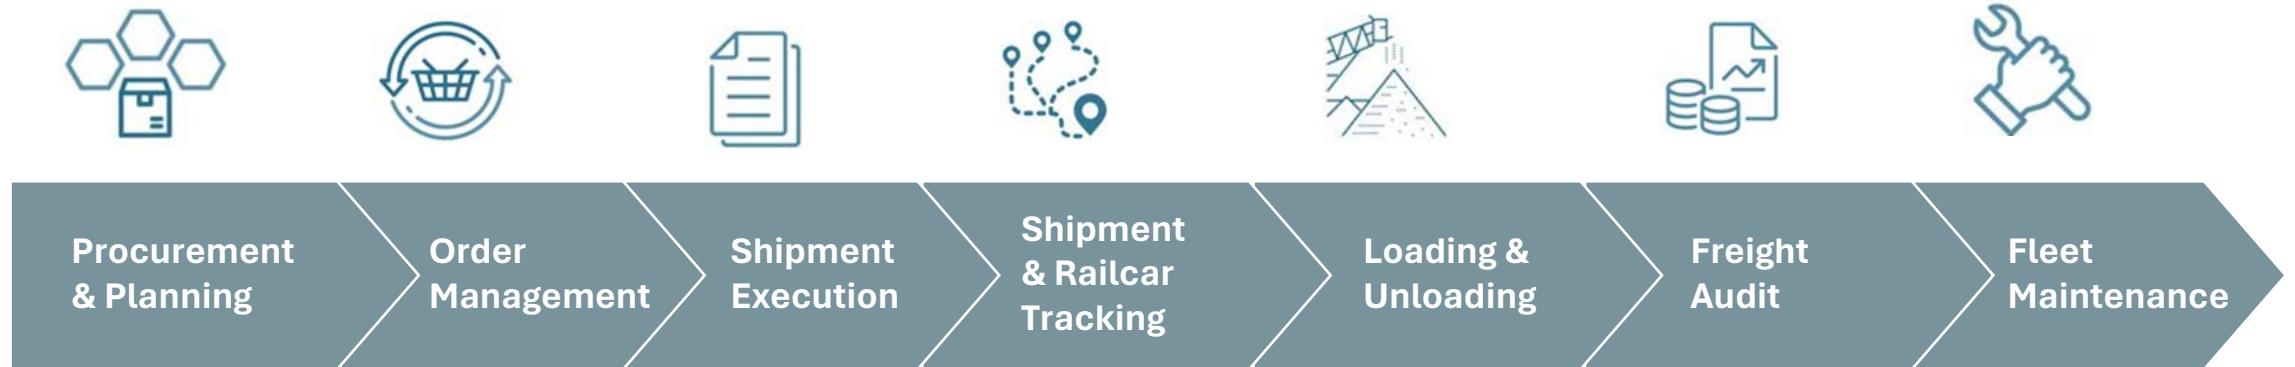 Procurement
& Planning
Order
Management
Shipment
Execution
Shipment
& Railcar
Tracking
Loading &
Unloading
Freight
Audit
Fleet
Maintenance